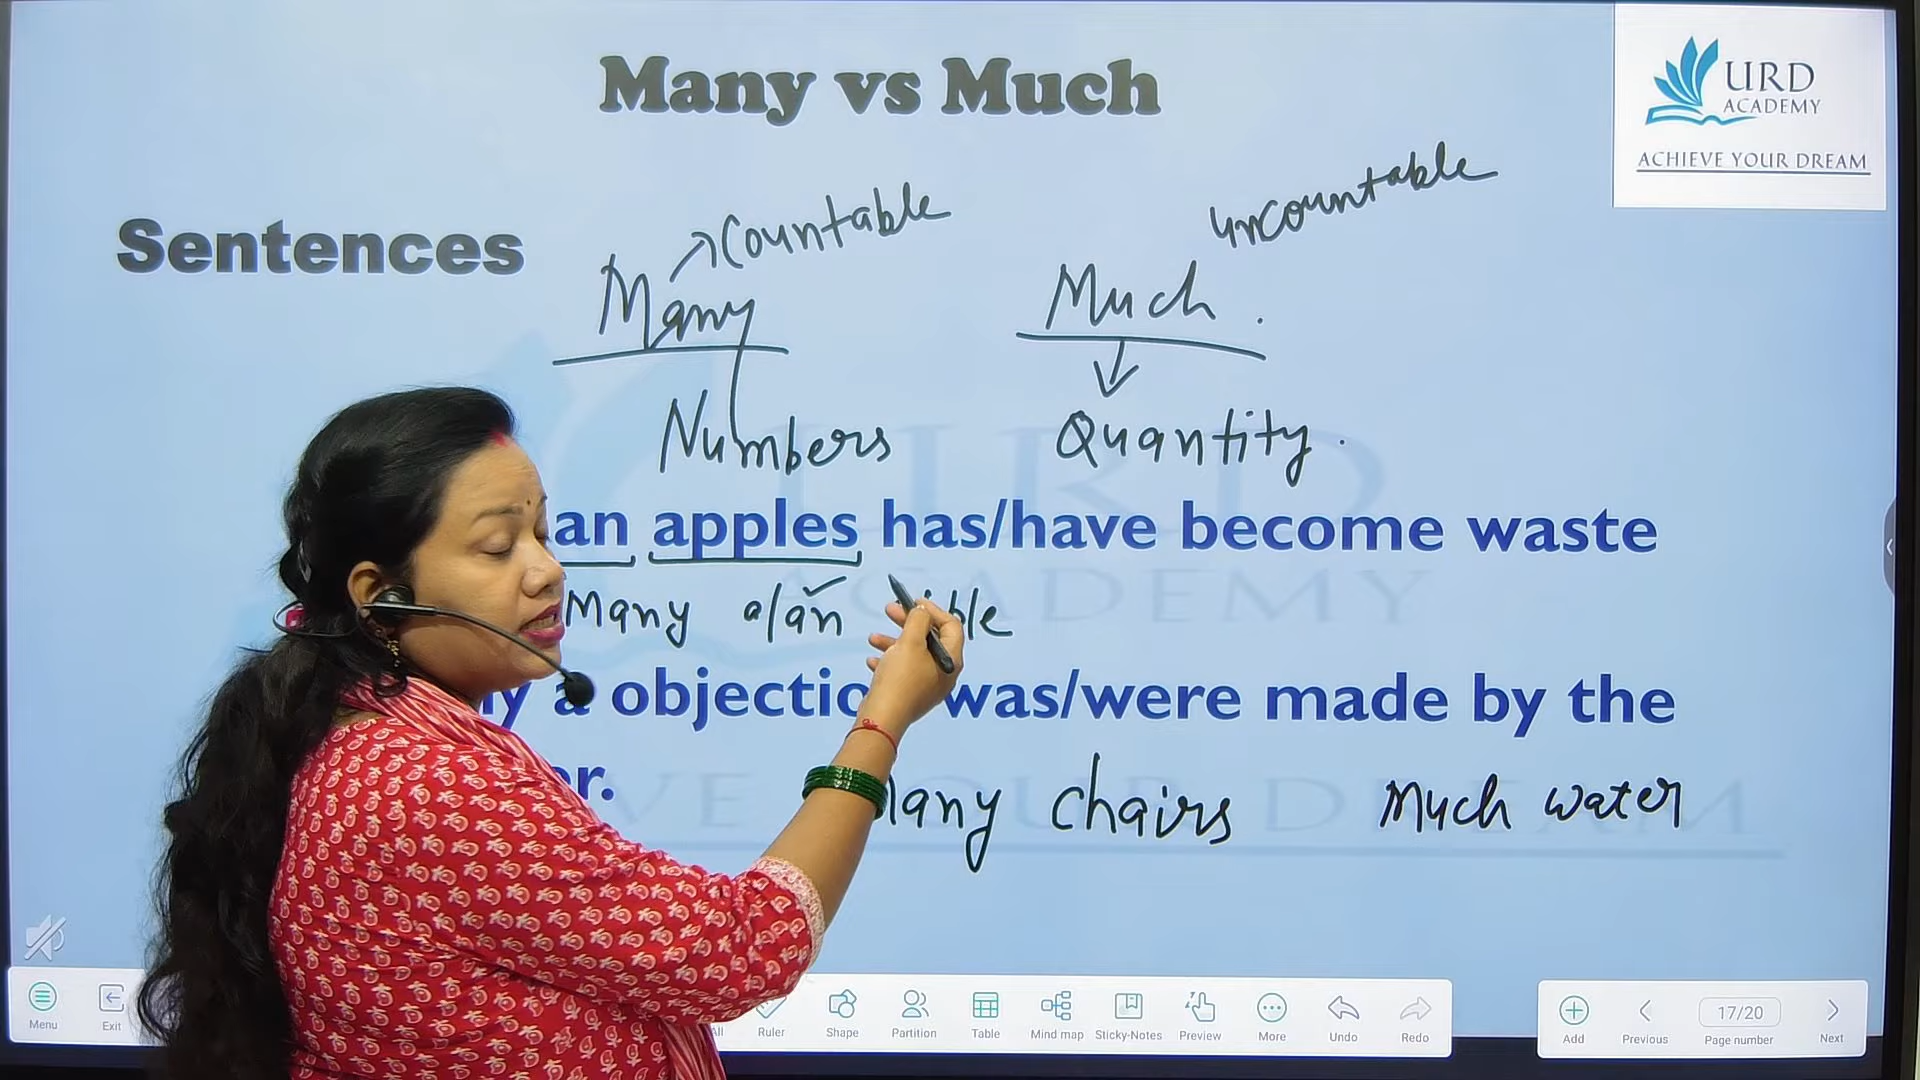 Many vs Much
URD
ACADEMY
ACHIEVE YOUR DREAM
Sentences
Countable
uncountable
Many
Much.
Numbers
Quantity.
an apples has/have become waste
Many a/an
a objection was/were made by the
Many chairs
Much water
Menu
Exit
Ruler
Shape
Partition
Table
Mind map
Sticky-Notes
Preview
More
Undo
Redo
Add
Previous
17/20
Page number
Next